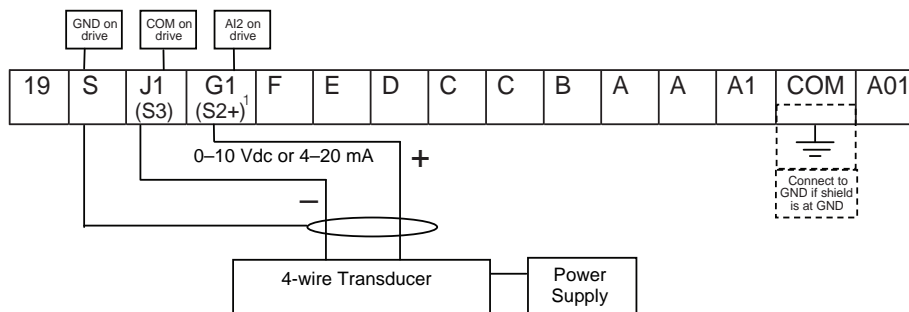 GND on
drive
COM on
drive
AI2 on
drive
19 S J1 G1 F E D C C B A A A1 COM A01
(S3) (S2+)¹
0–10 Vdc or 4–20 mA +
–
Connect to
GND if shield
is at GND
4-wire Transducer
Power
Supply